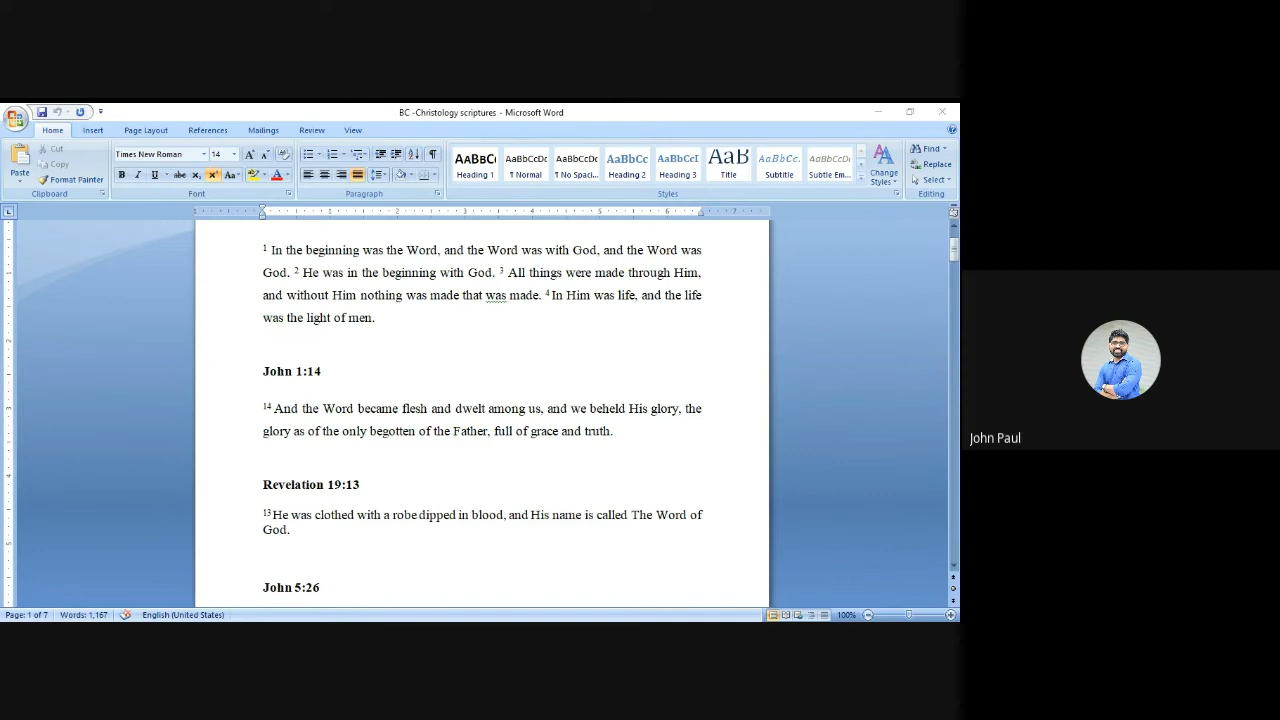 BC -Christology scriptures - Microsoft Word
Home Insert Page Layout References Mailings Review View
Paste
Cut
Copy
Format Painter
Clipboard
Times New Roman 14
Font
Paragraph
AaBbC( AaBbCcDc AaBbCcDc AaBbCc AaBbCcI AaB AaBbCc. AaBbCcDc
Heading 1 ¶ Normal ¶ No Spaci... Heading 2 Heading 3 Title Subtitle Subtle Em...
Change
Styles
Styles
Find
Replace
Select
Editing
1 In the beginning was the Word, and the Word was with God, and the Word was
God. 2 He was in the beginning with God. 3 All things were made through Him,
and without Him nothing was made that was made. 4 In Him was life, and the life
was the light of men.
John 1:14
14 And the Word became flesh and dwelt among us, and we beheld His glory, the
glory as of the only begotten of the Father, full of grace and truth.
Revelation 19:13
13 He was clothed with a robe dipped in blood, and His name is called The Word of
God.
John 5:26
Page: 1 of 7 Words: 1,167 English (United States) 100%
John Paul